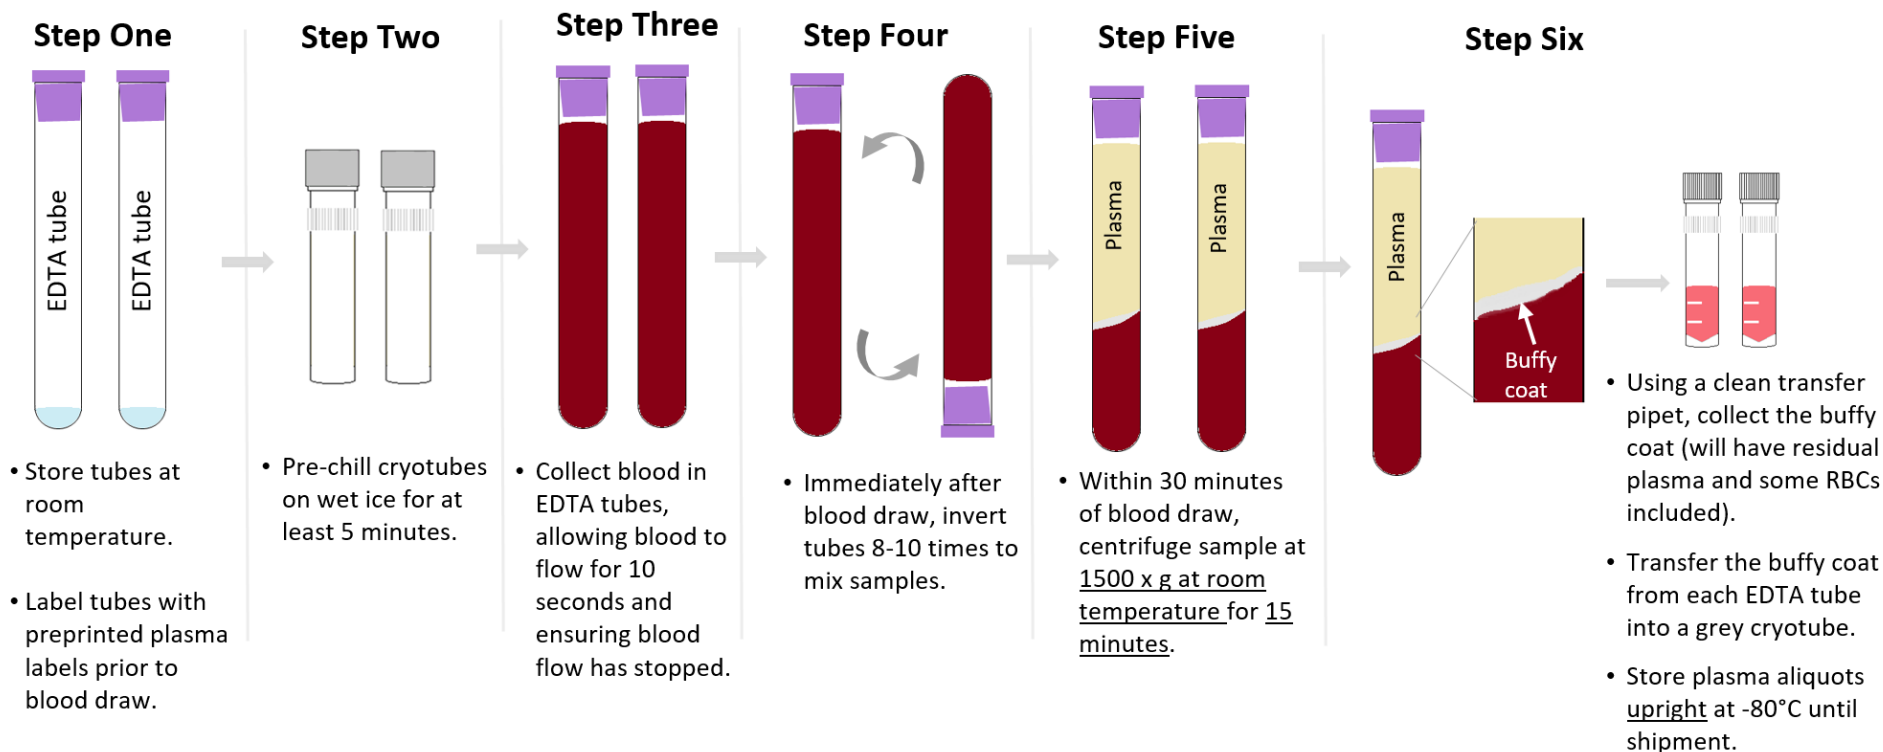 Step One
EDTA tube
EDTA tube
• Store tubes at
room
temperature.
• Label tubes with
preprinted plasma
labels prior to
blood draw.
Step Two
• Pre-chill cryotubes
on wet ice for at
least 5 minutes.
Step Three
• Collect blood in
EDTA tubes,
allowing blood to
flow for 10
seconds and
ensuring blood
flow has stopped.
Step Four
• Immediately after
blood draw, invert
tubes 8-10 times to
mix samples.
Step Five
Plasma
Plasma
• Within 30 minutes
of blood draw,
centrifuge sample at
1500 x g at room
temperature for 15
minutes.
Step Six
Plasma
Buffy
coat
• Using a clean transfer
pipet, collect the buffy
coat (will have residual
plasma and some RBCs
included).
• Transfer the buffy coat
from each EDTA tube
into a grey cryotube.
• Store plasma aliquots
upright at -80°C until
shipment.